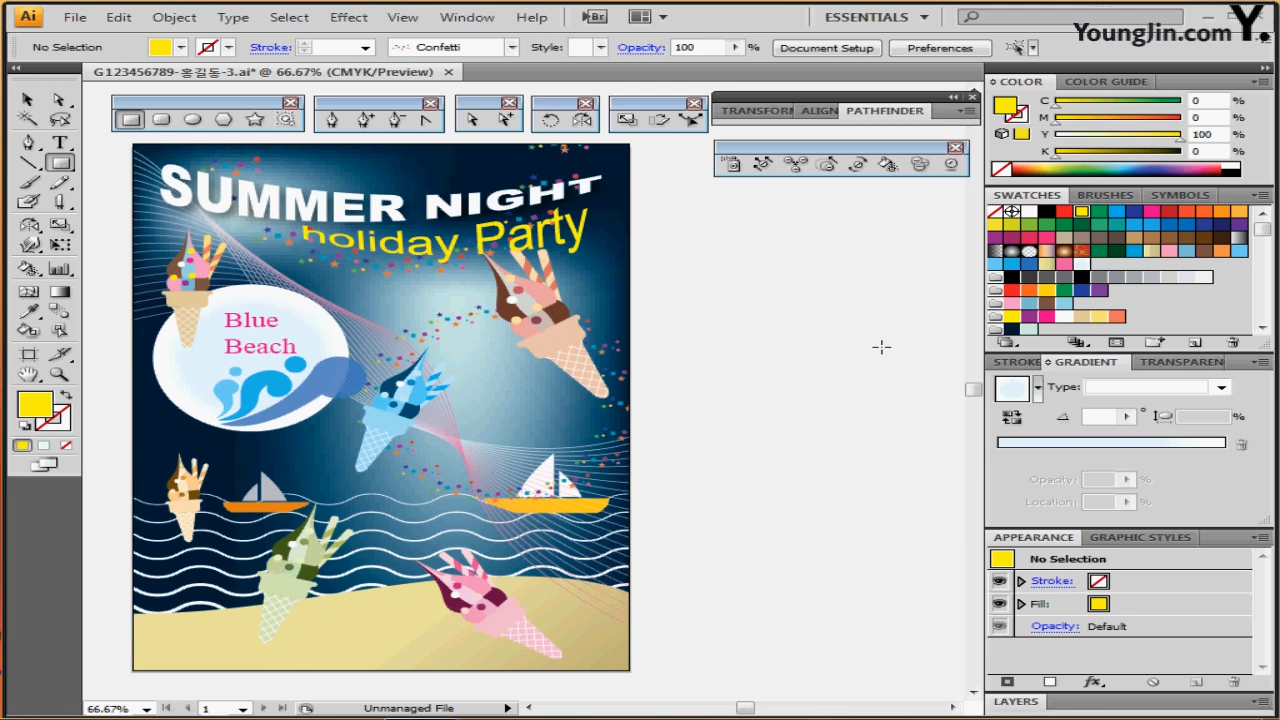 Ai File Edit Object Type Select Effect View Window Help Br ESSENTIALS
YoungJin.com Y.
No Selection Stroke: Confetti Style: Opacity: 100 % Document Setup Preferences
G123456789-홍길동-3.ai* @ 66.67% (CMYK/Preview)
COLOR COLOR GUIDE
TRANSFORM ALIGN PATHFINDER
C 0 %
M 0 %
Y 100 %
K 0 %
SUMMER NIGHT
holiday Party
Blue
Beach
SWATCHES BRUSHES SYMBOLS
STROKE GRADIENT TRANSPAREN
Type:
° %
Opacity: %
Location: %
APPEARANCE GRAPHIC STYLES
No Selection
Stroke:
Fill:
Opacity: Default
fx
LAYERS
66.67% 1 Unmanaged File